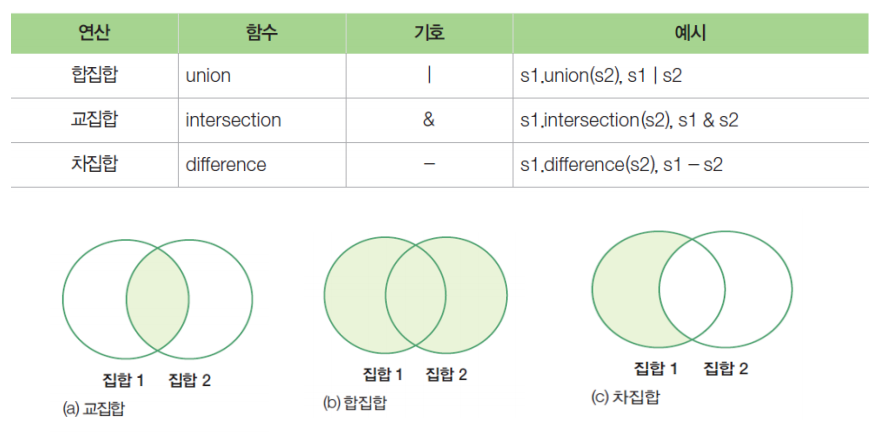 연산 함수 기호 예시
합집합 union | s1.union(s2), s1 | s2
교집합 intersection & s1.intersection(s2), s1 & s2
차집합 difference – s1.difference(s2), s1 – s2
집합 1 집합 2
(a) 교집합
집합 1 집합 2
(b) 합집합
집합 1 집합 2
(c) 차집합